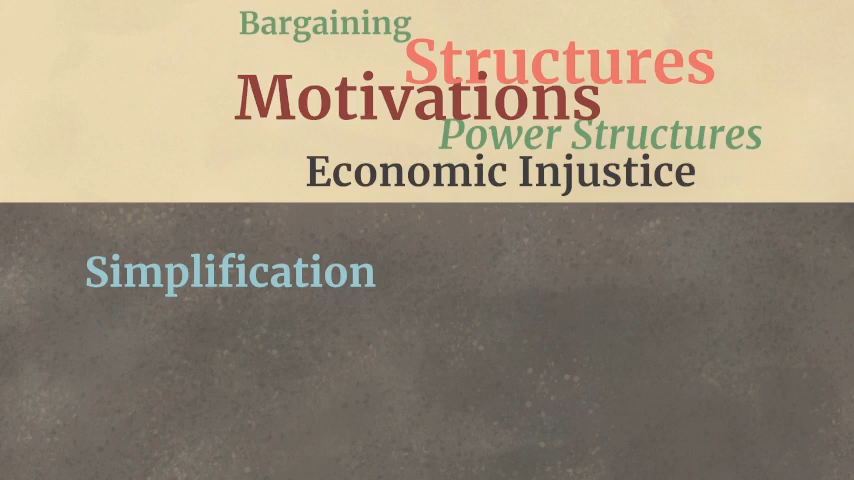 Bargaining
Structures
Motivations
Power Structures
Economic Injustice
Simplification